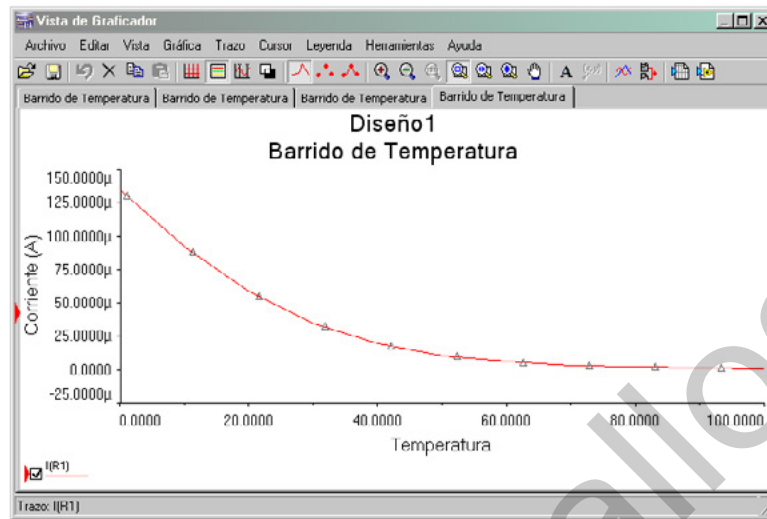 Vista de Graficador
Archivo Editar Vista Gráfica Trazo Cursor Leyenda Herramientas Ayuda
Barrido de Temperatura Barrido de Temperatura Barrido de Temperatura Barrido de Temperatura
Diseño1
Barrido de Temperatura
150.0000µ
125.0000µ
100.0000µ
75.0000µ
50.0000µ
25.0000µ
0.0000
-25.0000µ
Corriente (A)
0.0000 20.0000 40.0000 60.0000 80.0000 100.0000
Temperatura
I(R1)
Trazo: I(R1)